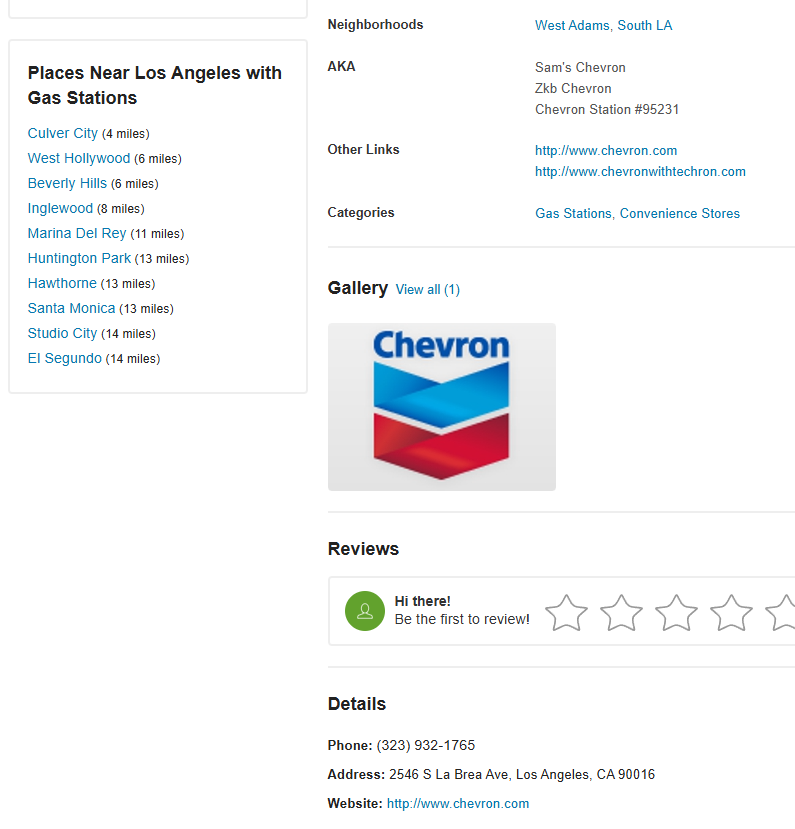 Places Near Los Angeles with
Gas Stations
Culver City (4 miles)
West Hollywood (6 miles)
Beverly Hills (6 miles)
Inglewood (8 miles)
Marina Del Rey (11 miles)
Huntington Park (13 miles)
Hawthorne (13 miles)
Santa Monica (13 miles)
Studio City (14 miles)
El Segundo (14 miles)
Neighborhoods West Adams, South LA
AKA Sam's Chevron
Zkb Chevron
Chevron Station #95231
Other Links http://www.chevron.com
http://www.chevronwithtechron.com
Categories Gas Stations, Convenience Stores
Gallery View all (1)
Chevron
Reviews
Hi there!
Be the first to review!
Details
Phone: (323) 932-1765
Address: 2546 S La Brea Ave, Los Angeles, CA 90016
Website: http://www.chevron.com